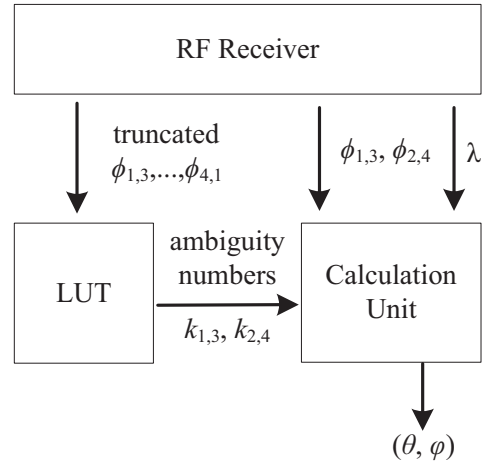 RF Receiver
truncated
ϕ1,3,...,ϕ4,1
ϕ1,3, ϕ2,4
λ
LUT
ambiguity
numbers
k1,3, k2,4
Calculation
Unit
(θ, φ)